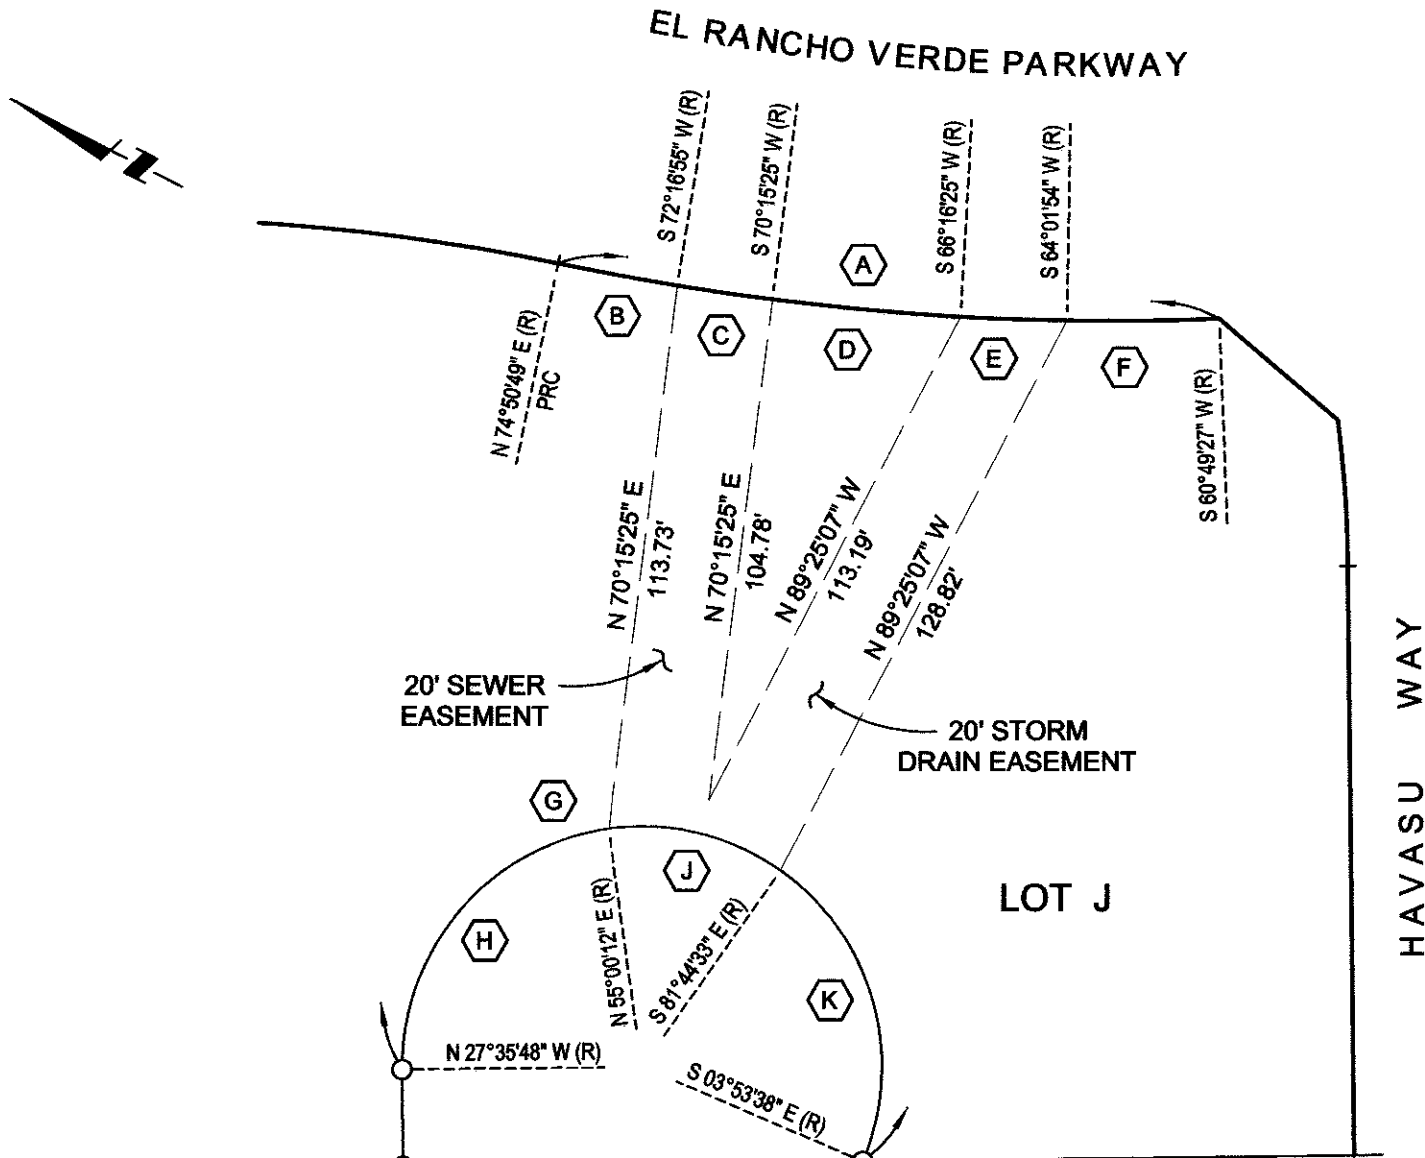 EL RANCHO VERDE PARKWAY
N
S 72°16'55" W (R)
S 70°15'25" W (R)
S 66°16'25" W (R)
S 64°01'54" W (R)
A
B
C
D
E
F
N 74°50'49" E (R)
PRC
S 60°49'27" W (R)
N 70°15'25" E
113.73'
N 70°15'25" E
104.78'
N 89°25'07" W
113.19'
N 89°25'07" W
128.82'
20' SEWER
EASEMENT
20' STORM
DRAIN EASEMENT
HAVASU WAY
G
J
LOT J
H
K
N 55°00'12" E (R)
S 81°44'33" E (R)
N 27°35'48" W (R)
S 03°53'38" E (R)